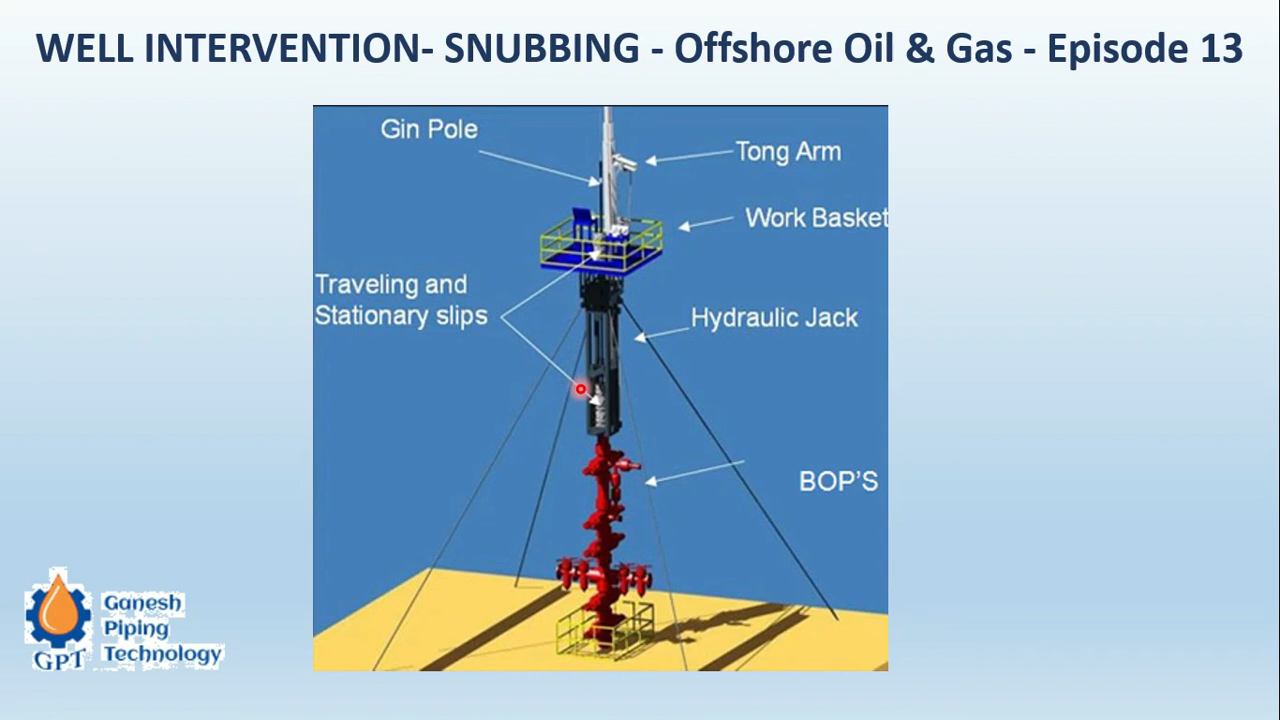 WELL INTERVENTION- SNUBBING - Offshore Oil & Gas - Episode 13
Gin Pole
Tong Arm
Work Basket
Traveling and
Stationary slips
Hydraulic Jack
BOP'S
Ganesh
Piping
Technology
GPT